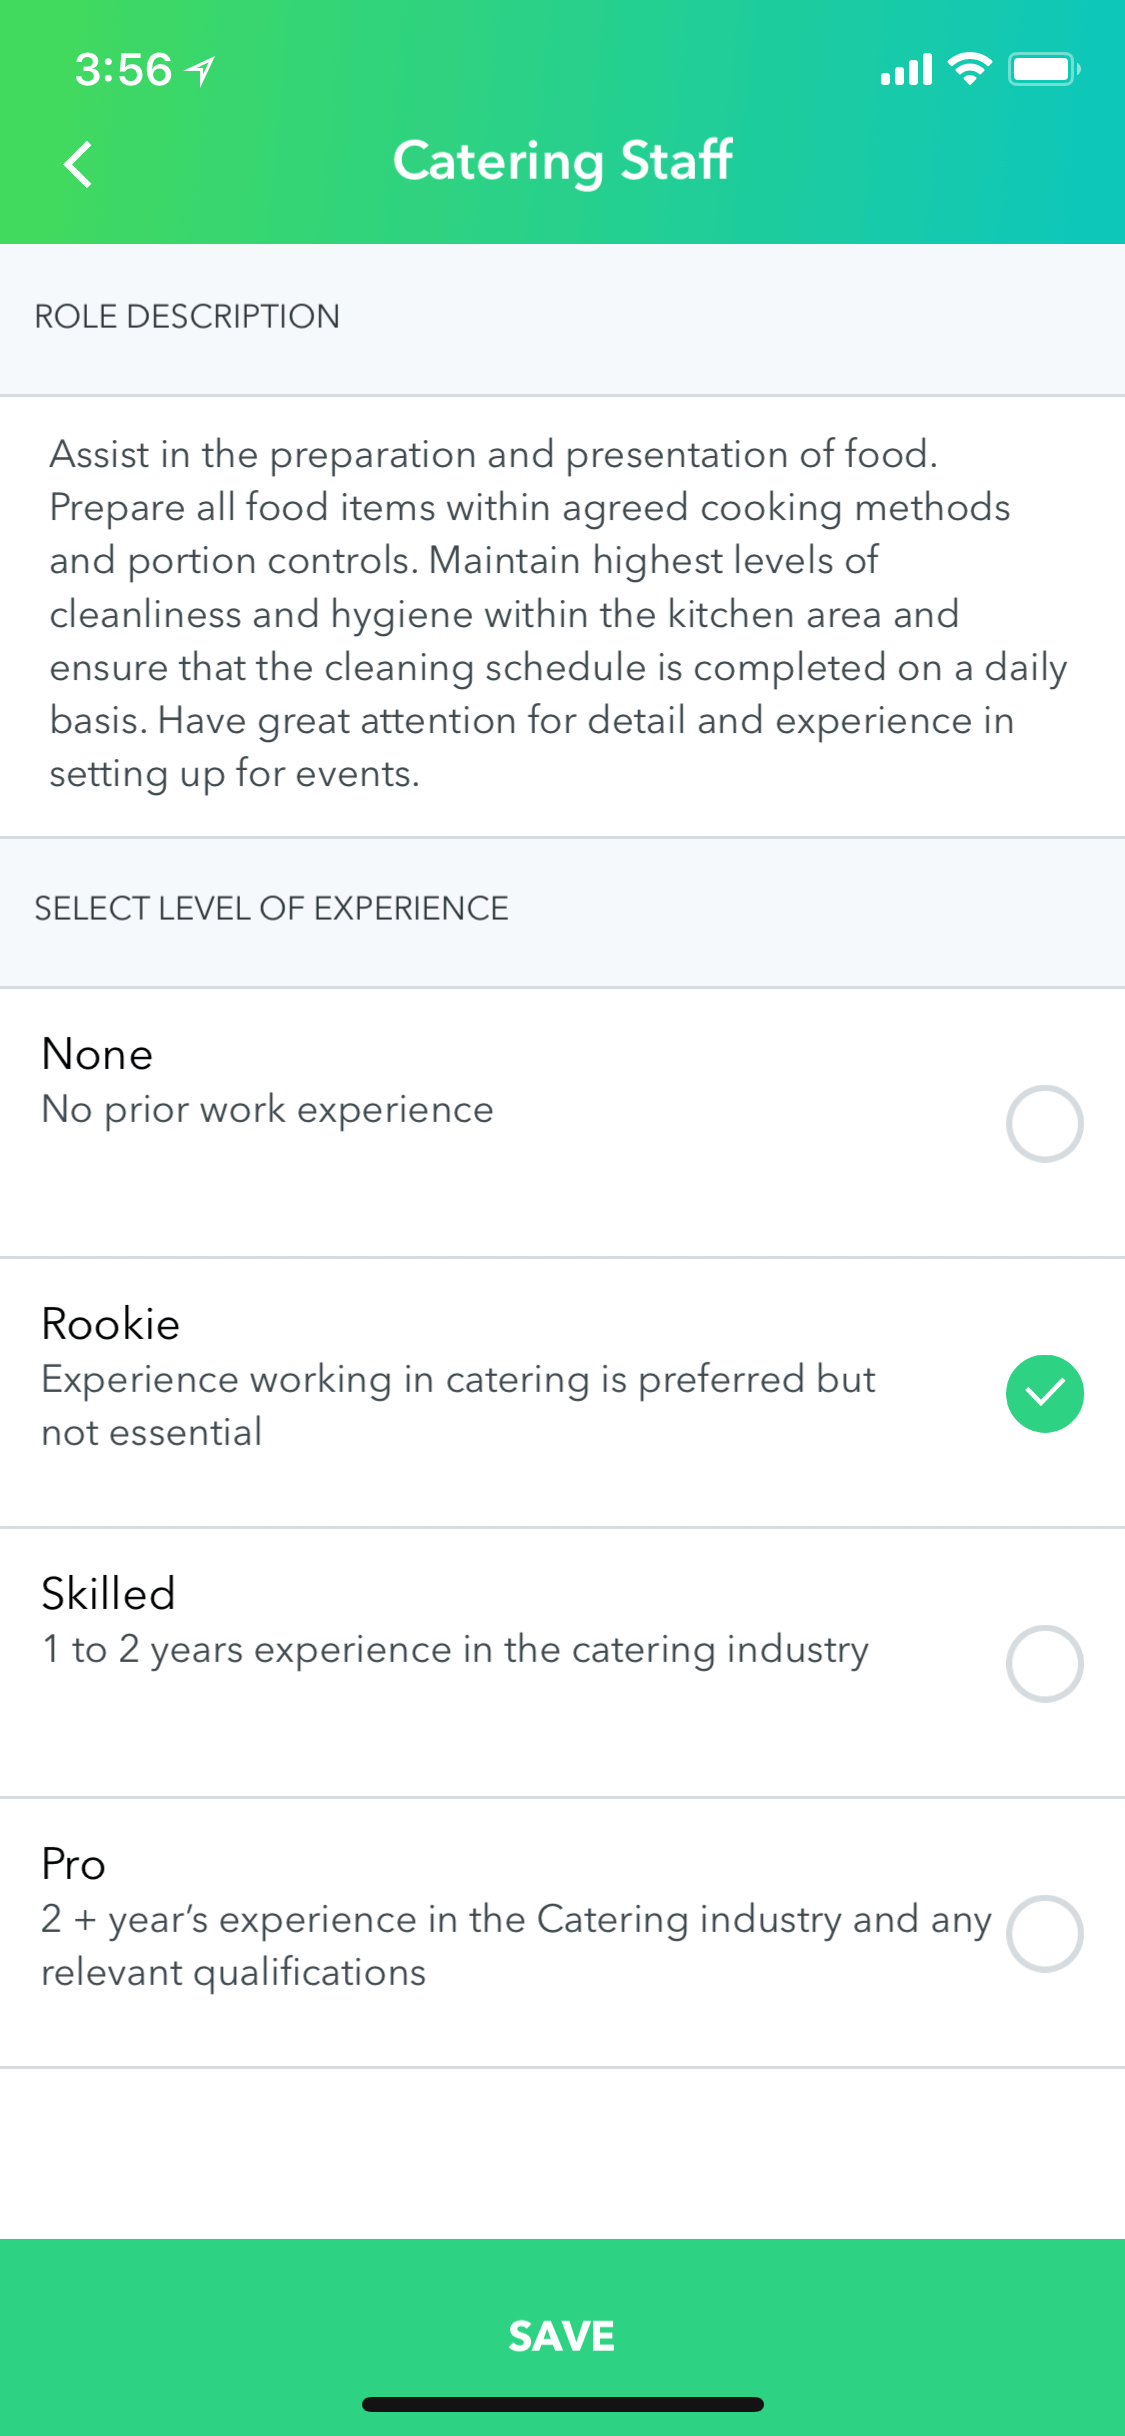 3:56
Catering Staff
ROLE DESCRIPTION
Assist in the preparation and presentation of food.
Prepare all food items within agreed cooking methods
and portion controls. Maintain highest levels of
cleanliness and hygiene within the kitchen area and
ensure that the cleaning schedule is completed on a daily
basis. Have great attention for detail and experience in
setting up for events.
SELECT LEVEL OF EXPERIENCE
None
No prior work experience
Rookie
Experience working in catering is preferred but
not essential
Skilled
1 to 2 years experience in the catering industry
Pro
2 + year’s experience in the Catering industry and any
relevant qualifications
SAVE